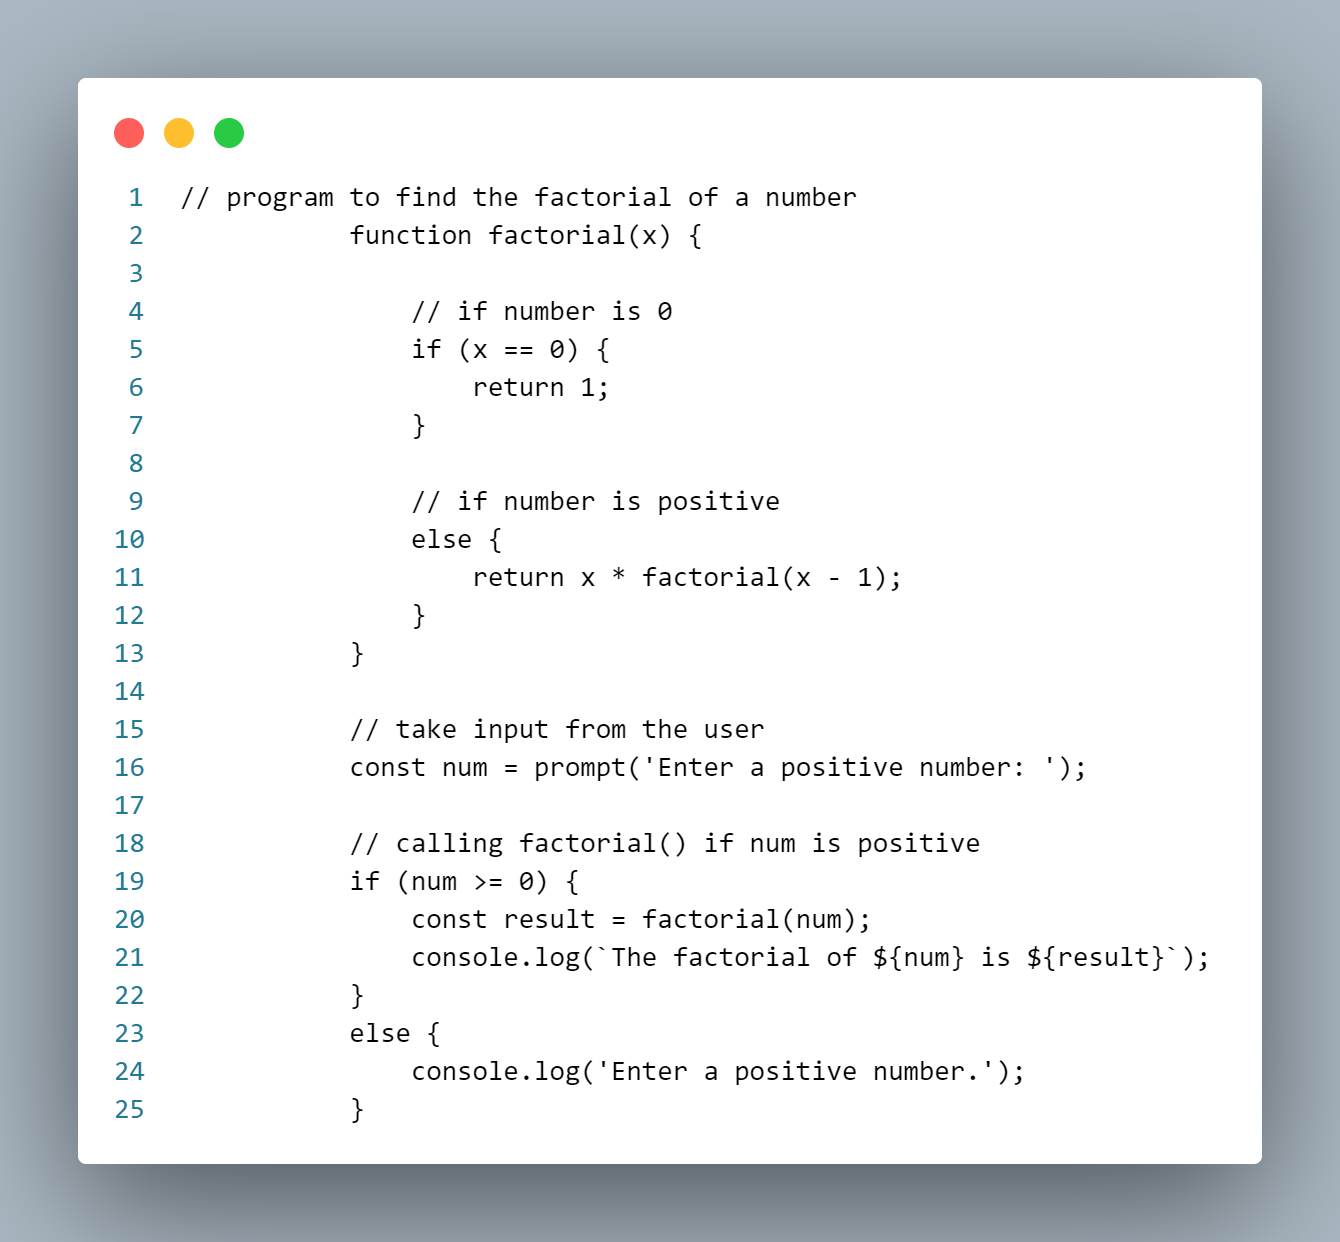 1 // program to find the factorial of a number
2 function factorial(x) {
3
4 // if number is 0
5 if (x == 0) {
6 return 1;
7 }
8
9 // if number is positive
10 else {
11 return x * factorial(x - 1);
12 }
13 }
14
15 // take input from the user
16 const num = prompt('Enter a positive number: ');
17
18 // calling factorial() if num is positive
19 if (num >= 0) {
20 const result = factorial(num);
21 console.log(`The factorial of ${num} is ${result}`);
22 }
23 else {
24 console.log('Enter a positive number.');
25 }